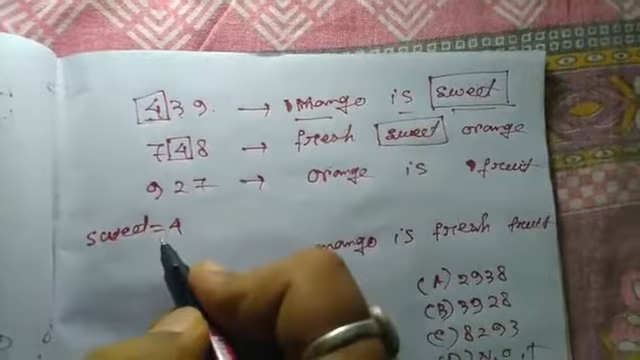 439 → mango is sweet
748 → fresh sweet orange
927 → orange is fruit
sweet = 4
mango is fresh fruit
(A) 2938
(B) 3928
(C) 8293